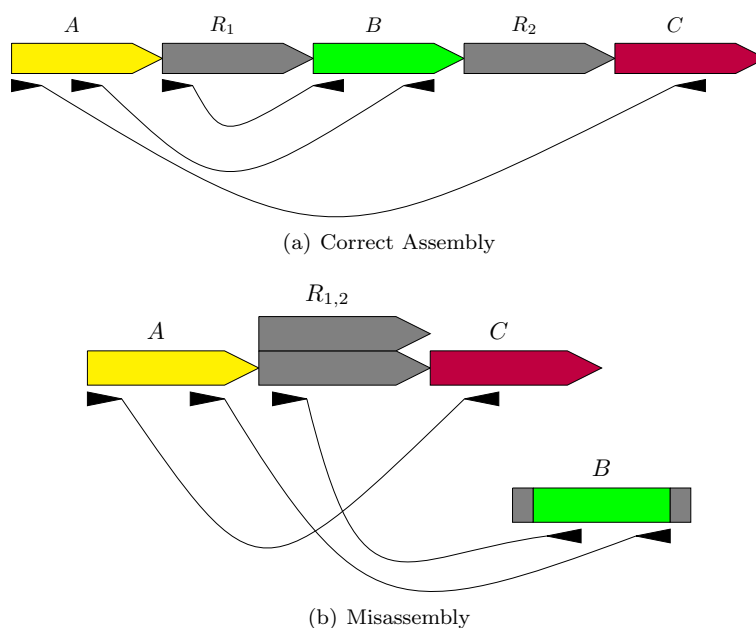 A R₁ B R₂ C
(a) Correct Assembly
R₁,₂
A C
B
(b) Misassembly